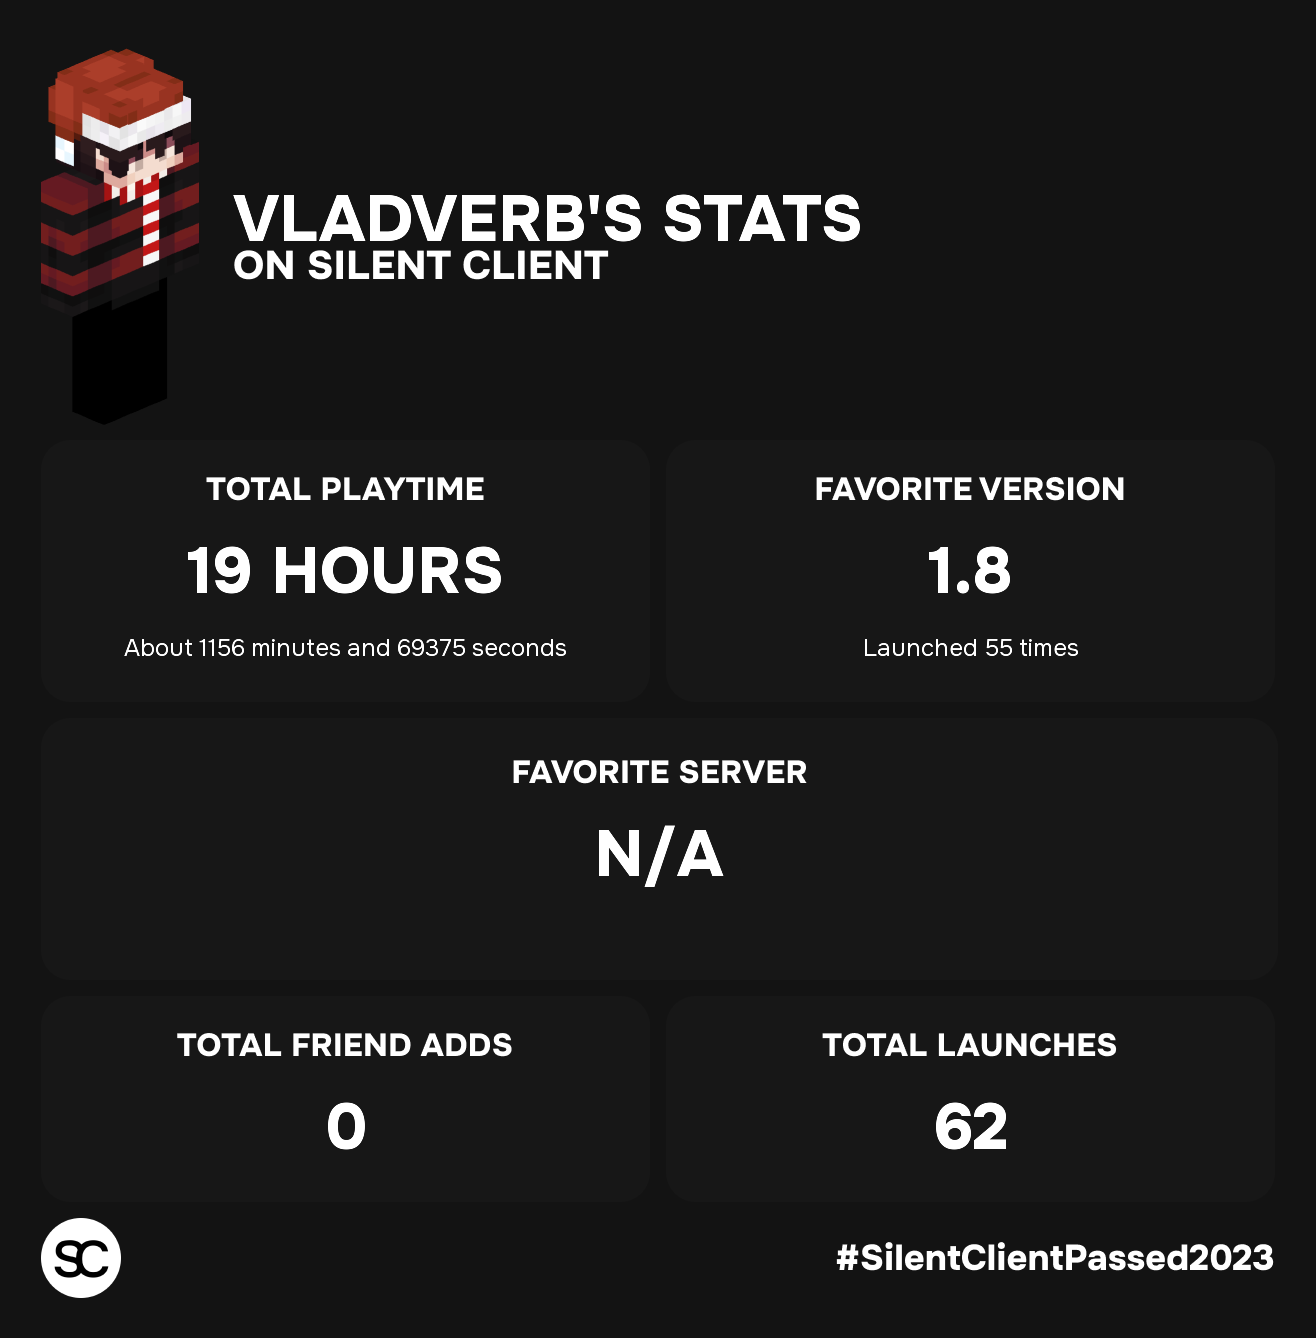 VLADVERB'S STATS
ON SILENT CLIENT
TOTAL PLAYTIME
19 HOURS
About 1156 minutes and 69375 seconds
FAVORITE VERSION
1.8
Launched 55 times
FAVORITE SERVER
N/A
TOTAL FRIEND ADDS
0
TOTAL LAUNCHES
62
SC
#SilentClientPassed2023